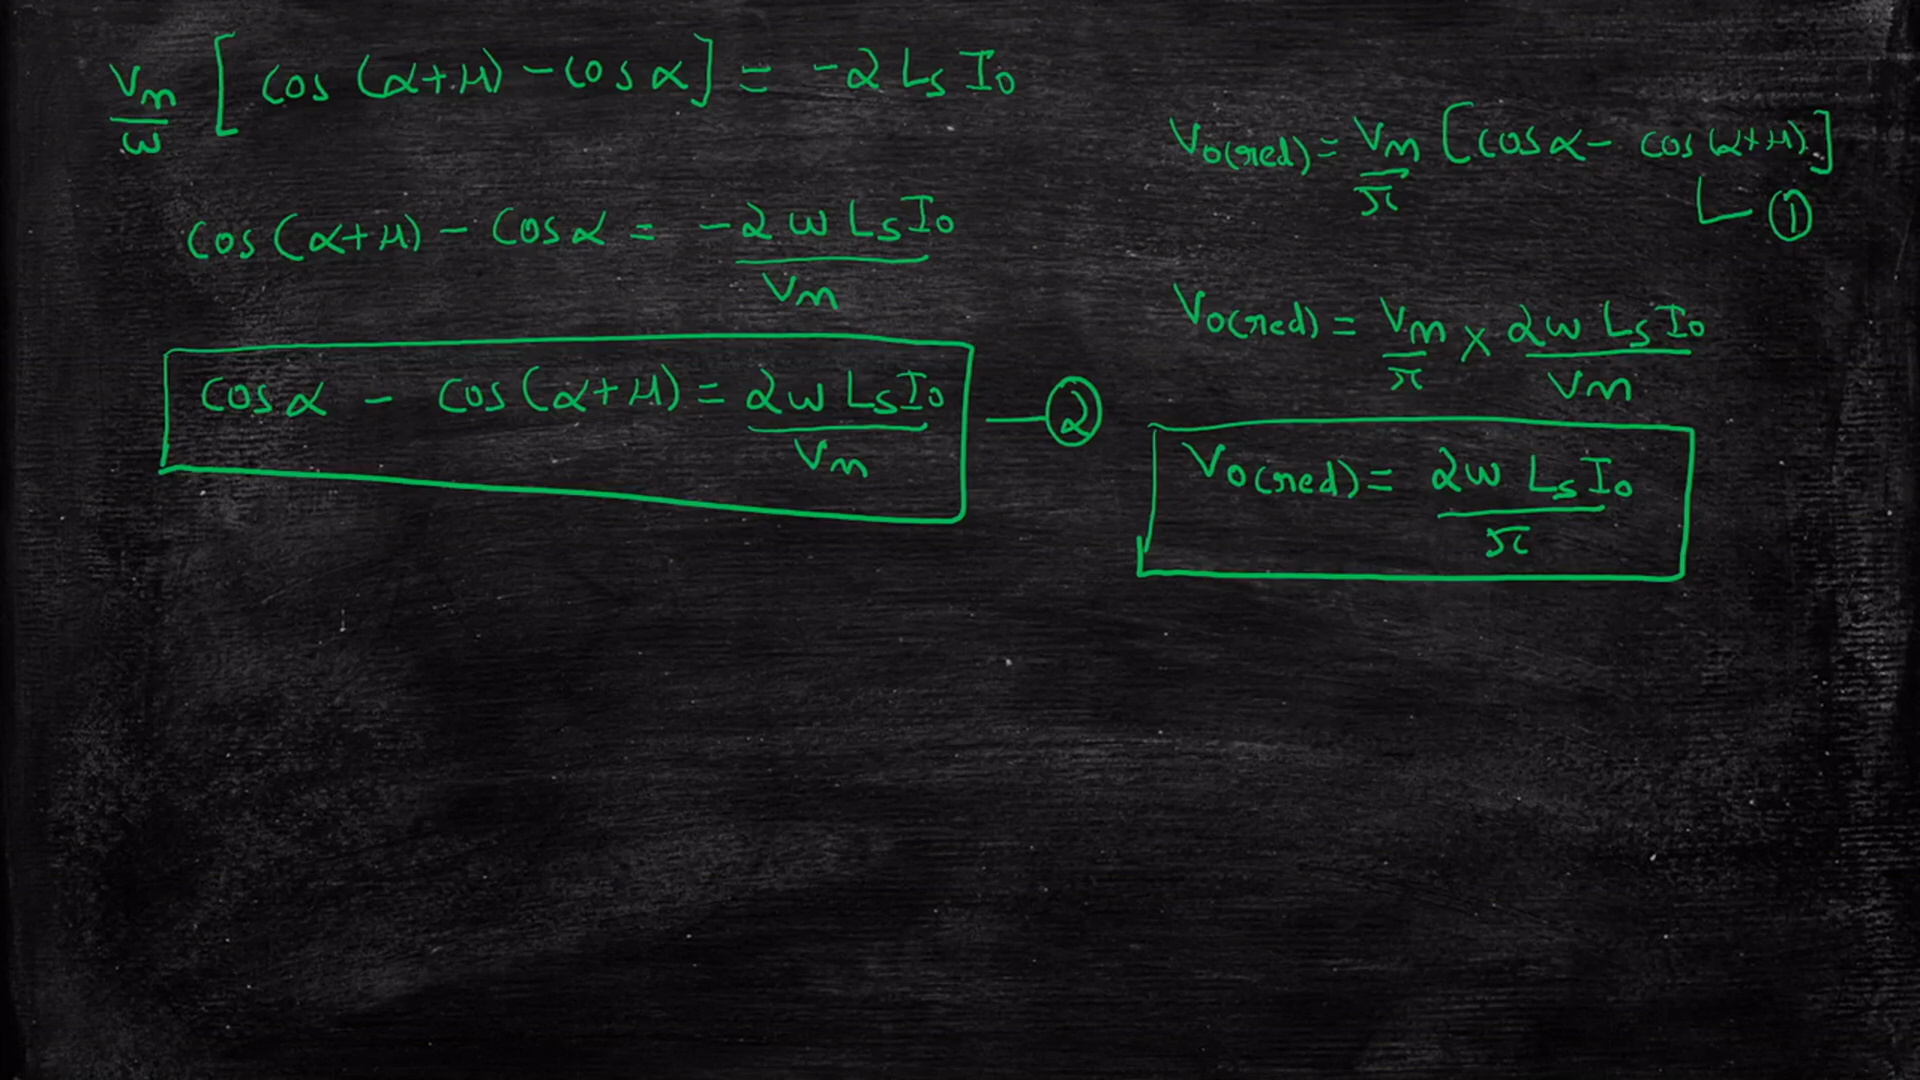 Vm/ω [cos(α+μ) - cos α] = -2 Ls Io
cos(α+μ) - cos α = -2ω Ls Io / Vm
cos α - cos(α+μ) = 2ω Ls Io / Vm — ②
Vo(red) = Vm/π [cos α - cos(α+μ)]
①
Vo(red) = Vm/π × 2ω Ls Io / Vm
Vo(red) = 2ω Ls Io / π